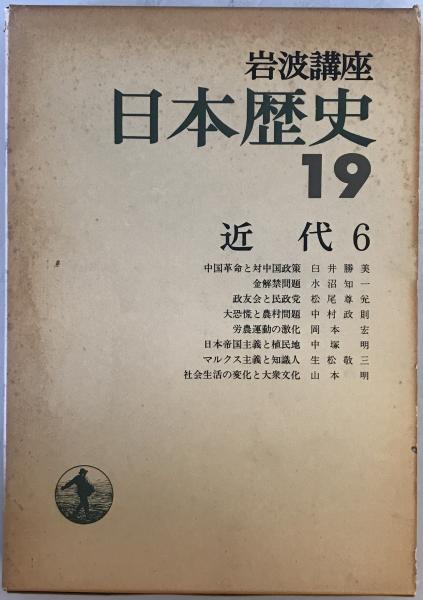 岩波講座
日本歴史
19
近代6
中国革命と対中国政策 臼井勝美
金解禁問題 水沼知一
政友会と民政党 松尾尊兊
大恐慌と農村問題 中村政則
労農運動の激化 岡本宏
日本帝国主義と植民地 中塚明
マルクス主義と知識人 生松敬三
社会生活の変化と大衆文化 山本明